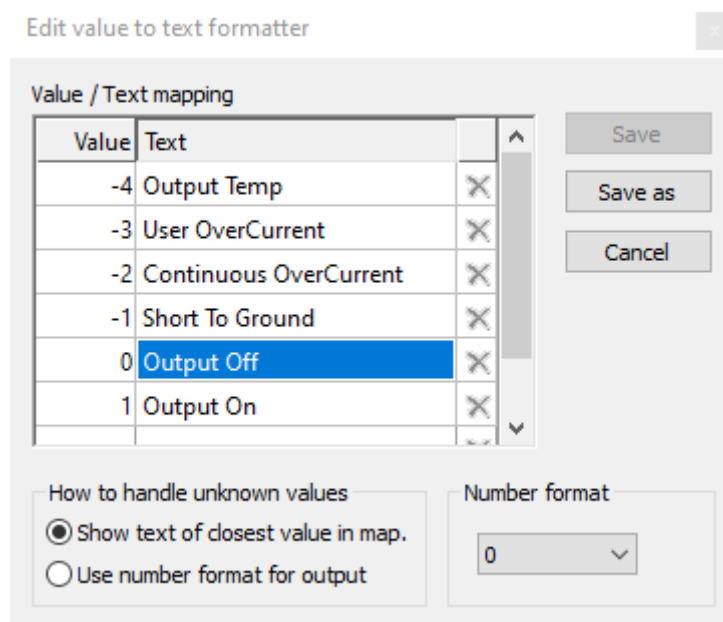 Edit value to text formatter
Value / Text mapping
Value Text
-4 Output Temp
-3 User OverCurrent
-2 Continuous OverCurrent
-1 Short To Ground
0 Output Off
1 Output On
Save
Save as
Cancel
How to handle unknown values
Show text of closest value in map.
Use number format for output
Number format
0